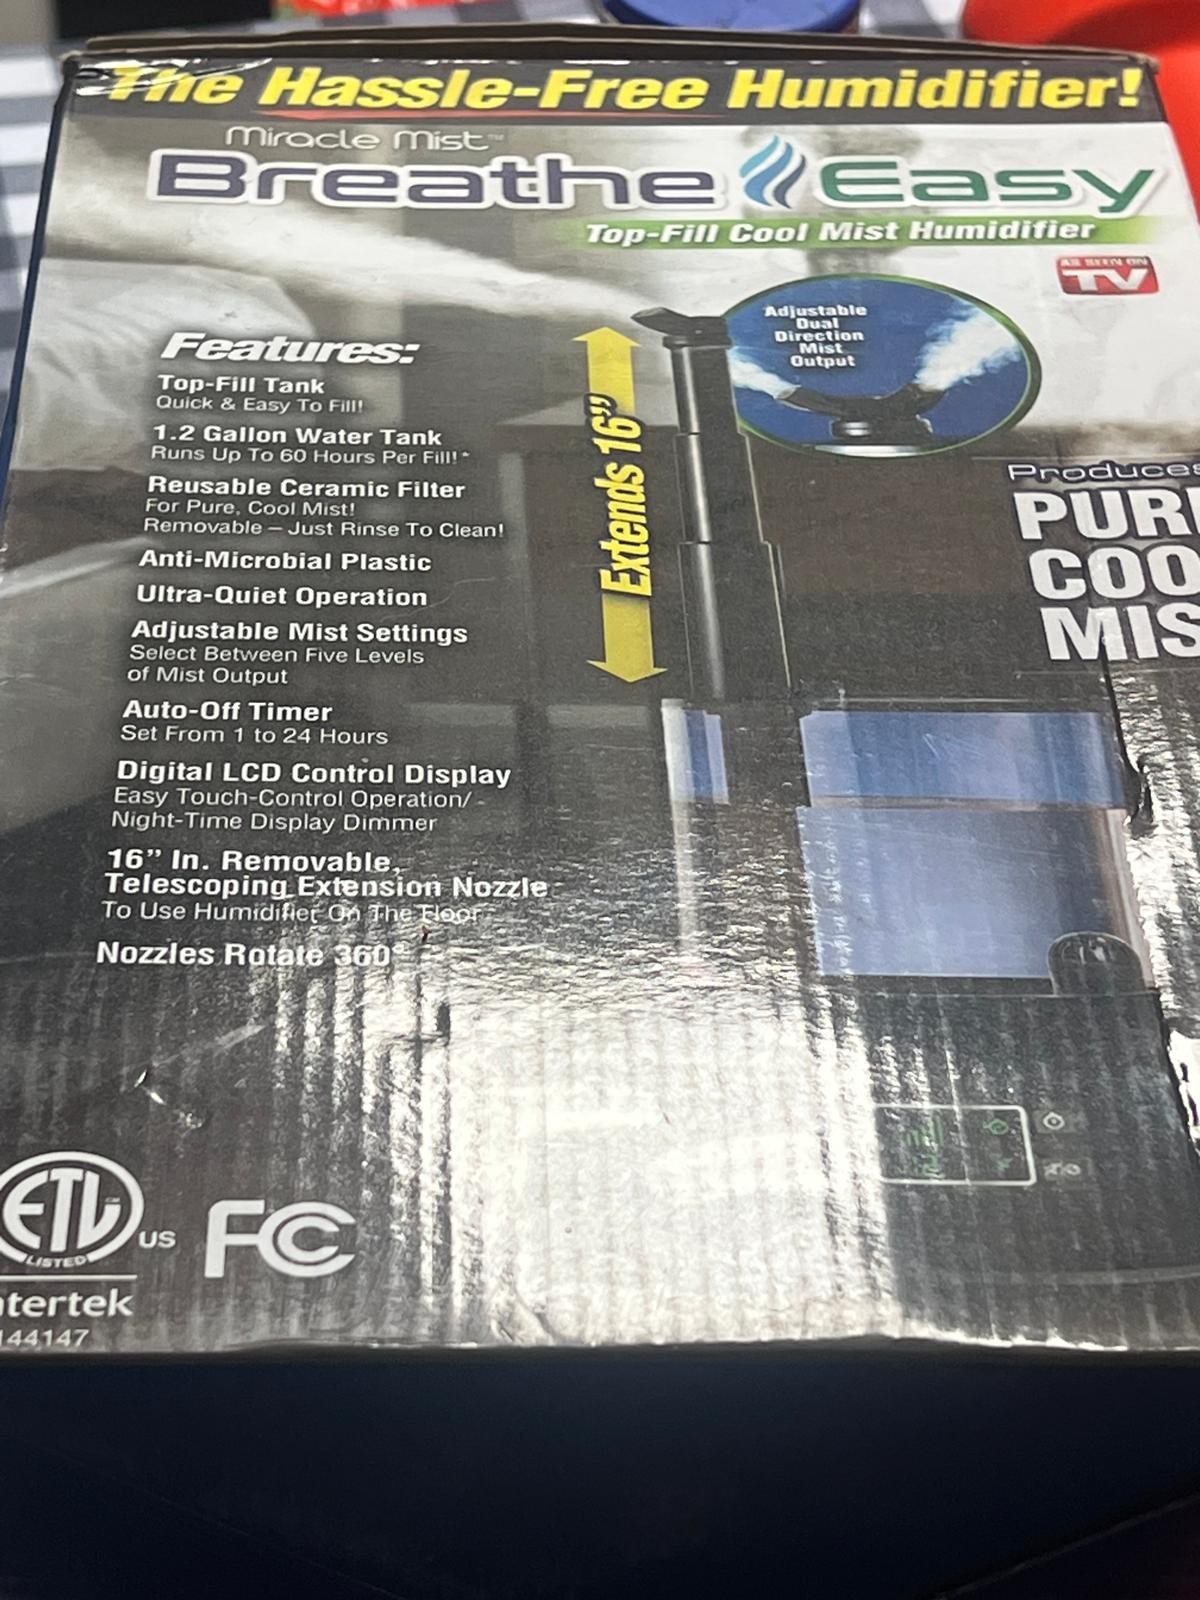 The Hassle-Free Humidifier!
Miracle Mist™
Breathe Easy
Top-Fill Cool Mist Humidifier
AS SEEN ON
TV
Adjustable
Dual
Direction
Mist
Output
Features:
Top-Fill Tank
Quick & Easy To Fill!
1.2 Gallon Water Tank
Runs Up To 60 Hours Per Fill!*
Reusable Ceramic Filter
For Pure, Cool Mist!
Removable – Just Rinse To Clean!
Anti-Microbial Plastic
Ultra-Quiet Operation
Adjustable Mist Settings
Select Between Five Levels
of Mist Output
Auto-Off Timer
Set From 1 to 24 Hours
Digital LCD Control Display
Easy Touch-Control Operation/
Night-Time Display Dimmer
16” In. Removable,
Telescoping Extension Nozzle
To Use Humidifier On The Floor
Nozzles Rotate 360°
Extends 16”
Produces
PUR
COO
MIS
ETL
LISTED
US
FC
ntertek
144147